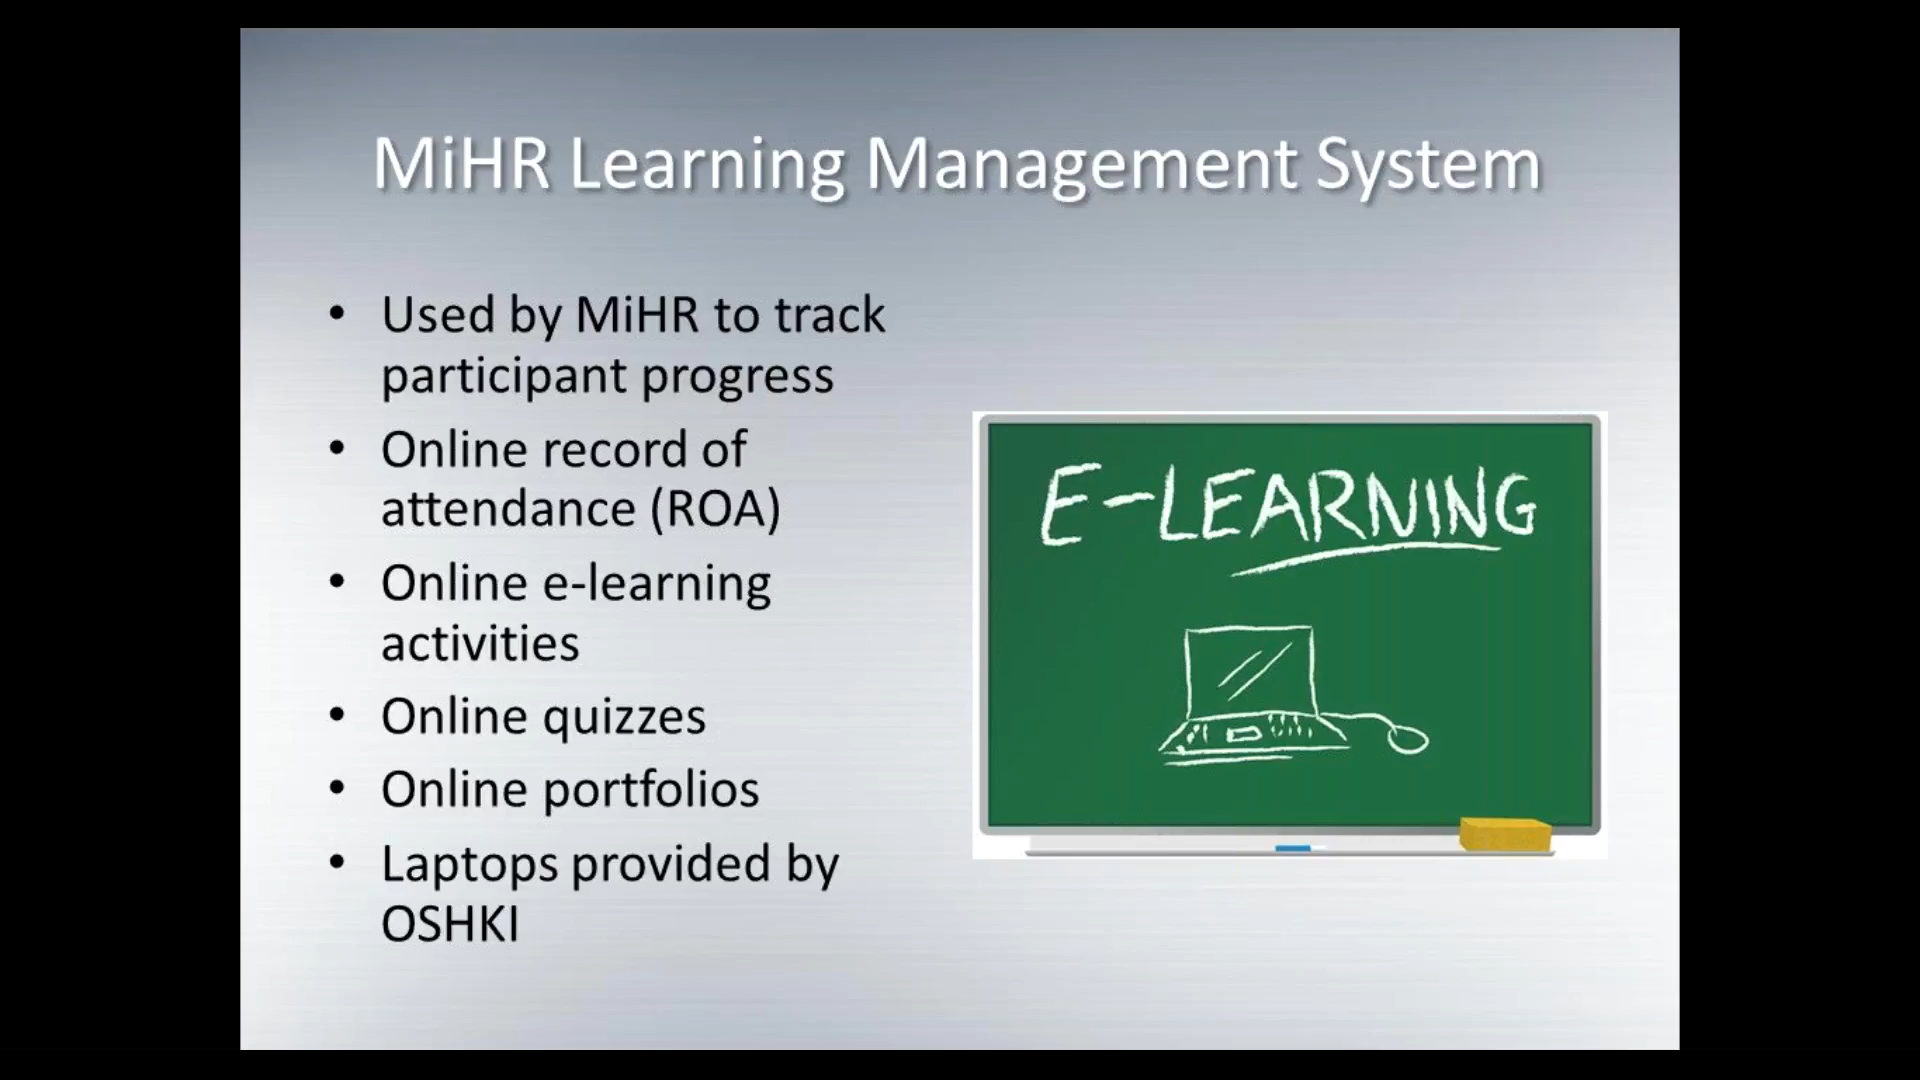 MiHR Learning Management System
• Used by MiHR to track
participant progress
• Online record of
attendance (ROA)
• Online e-learning
activities
• Online quizzes
• Online portfolios
• Laptops provided by
OSHKI
E-LEARNING